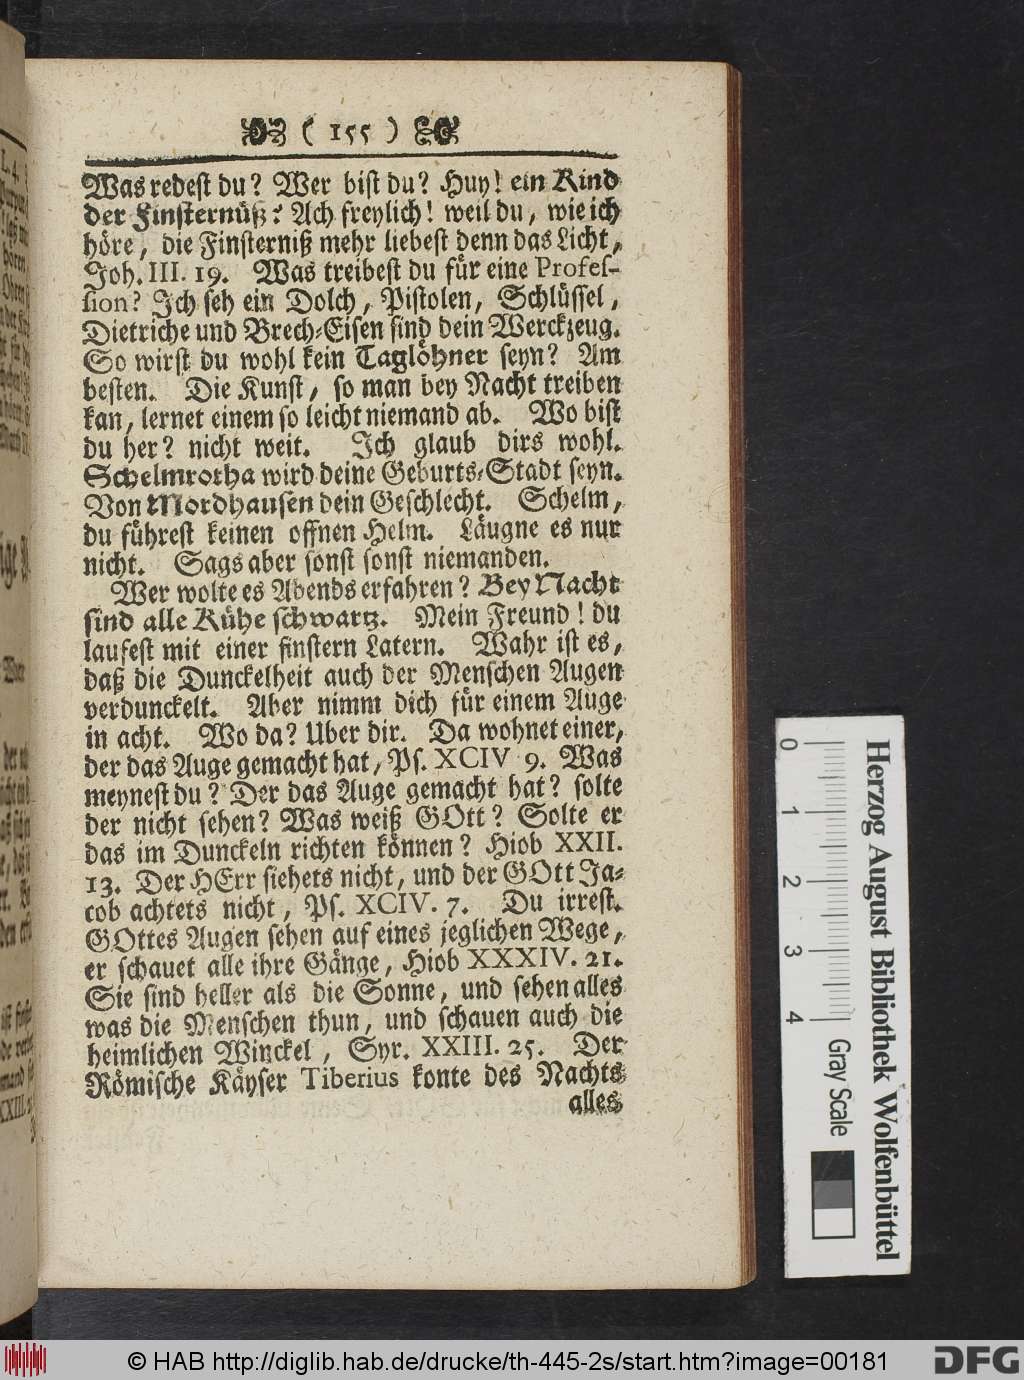 ( 155 )
Was redest du? Wer bist du? Huy! ein Kind
der Finsternüß: Ach freylich! weil du, wie ich
höre, die Finsterniß mehr liebest denn das Licht,
Joh. III. 19. Was treibest du für eine Profes-
sion? Ich seh ein Dolch, Pistolen, Schlüssel,
Dietriche und Brech-Eisen sind dein Werckzeug.
So wirst du wohl kein Taglöhner seyn? Am
besten. Die Kunst, so man bey Nacht treiben
kan, lernet einem so leicht niemand ab. Wo bist
du her? nicht weit. Ich glaub dirs wohl.
Schelmrotha wird deine Geburts-Stadt seyn.
Von Mordhausen dein Geschlecht. Schelm,
du führest keinen offnen Helm. Läugne es nur
nicht. Sags aber sonst sonst niemanden.
Wer wolte es Abends erfahren? Bey Nacht
sind alle Kühe schwartz. Mein Freund! du
laufest mit einer finstern Latern. Wahr ist es,
daß die Dunckelheit auch der Menschen Augen
verdunckelt. Aber nimm dich für einem Auge
in acht. Wo da? Uber dir. Da wohnet einer,
der das Auge gemacht hat, Ps. XCIV 9. Was
meynest du? Der das Auge gemacht hat? solte
der nicht sehen? Was weiß GOtt? Solte er
das im Dunckeln richten können? Hiob XXII.
13. Der HErr siehets nicht, und der GOtt Ja-
cob achtets nicht, Ps. XCIV. 7. Du irrest.
GOttes Augen sehen auf eines jeglichen Wege,
er schauet alle ihre Gänge, Hiob XXXIV. 21.
Sie sind heller als die Sonne, und sehen alles
was die Menschen thun, und schauen auch die
heimlichen Winckel, Syr. XXIII. 25. Der
Römische Käyser Tiberius konte des Nachts
alles
0 1 2 3 4 Gray Scale
Herzog August Bibliothek Wolfenbüttel
© HAB http://diglib.hab.de/drucke/th-445-2s/start.htm?image=00181
DFG